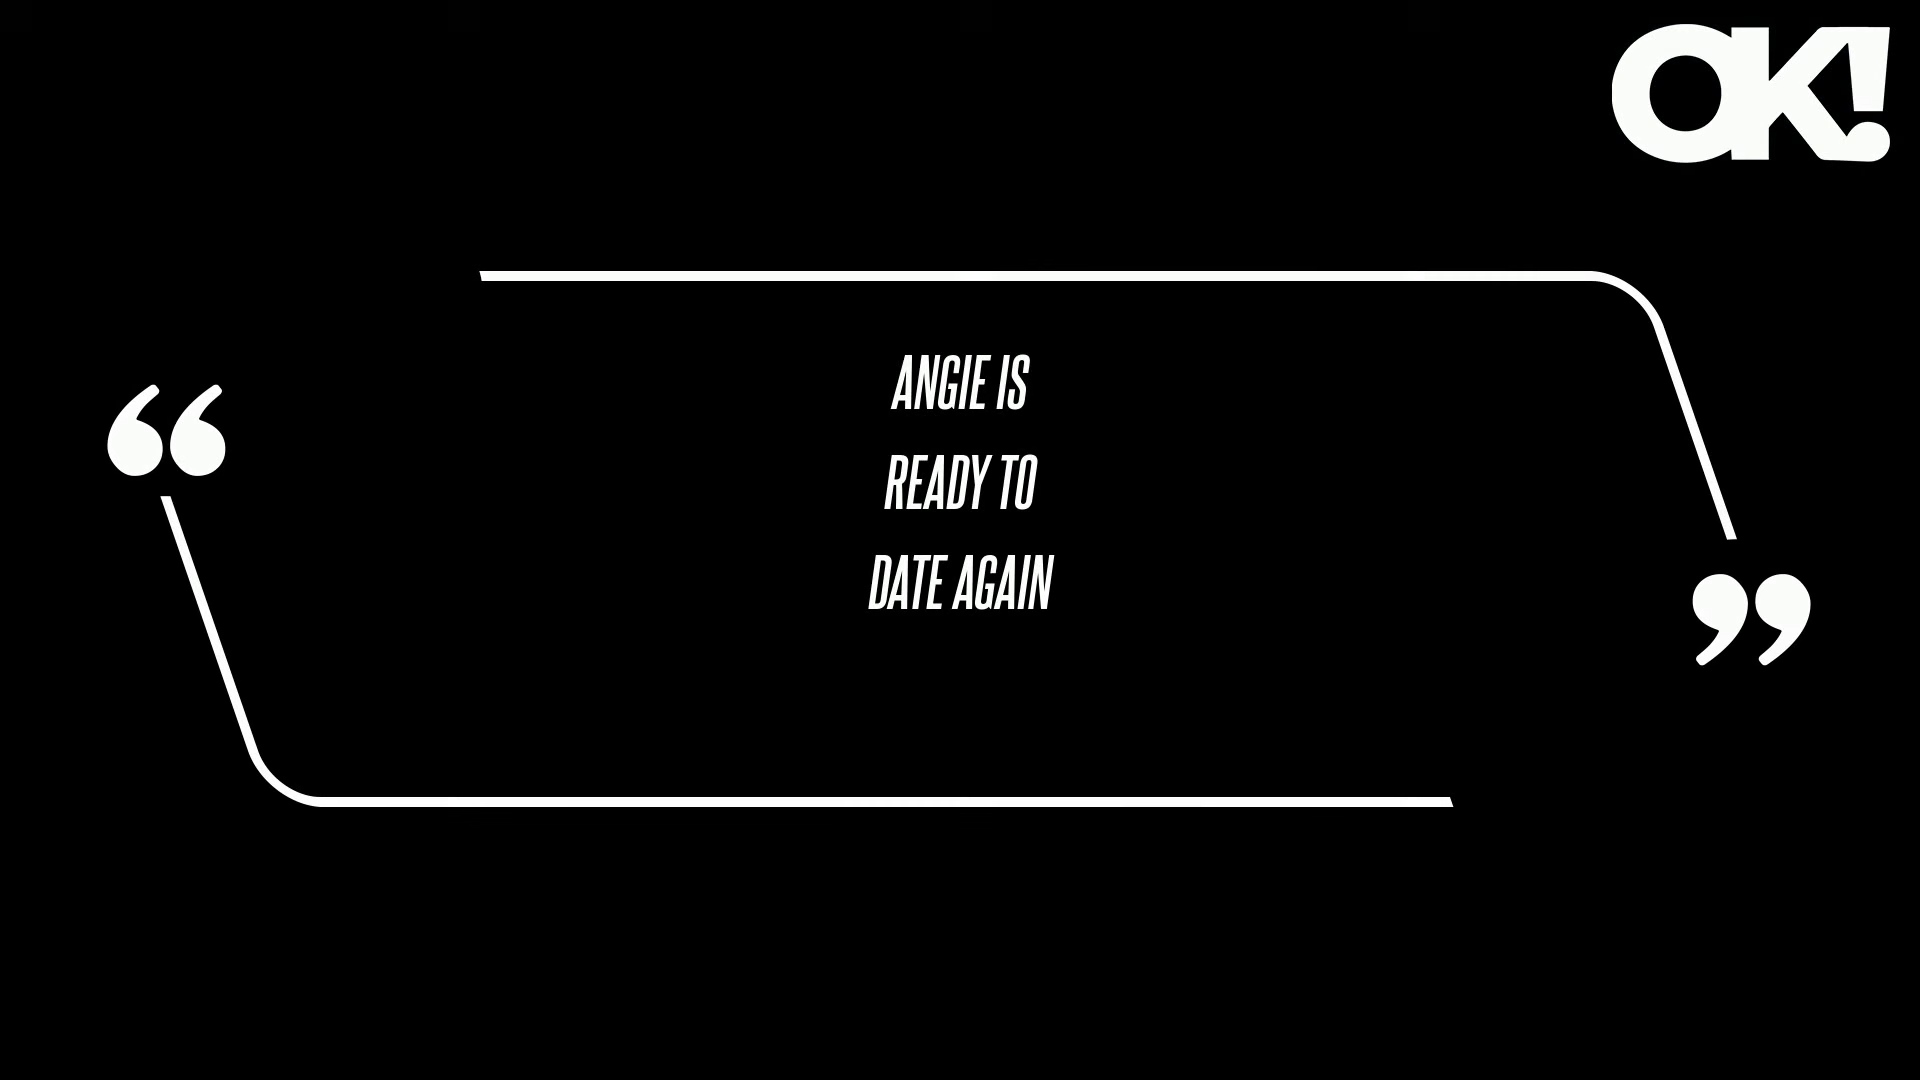 OK!
“
ANGIE IS
READY TO
DATE AGAIN
”